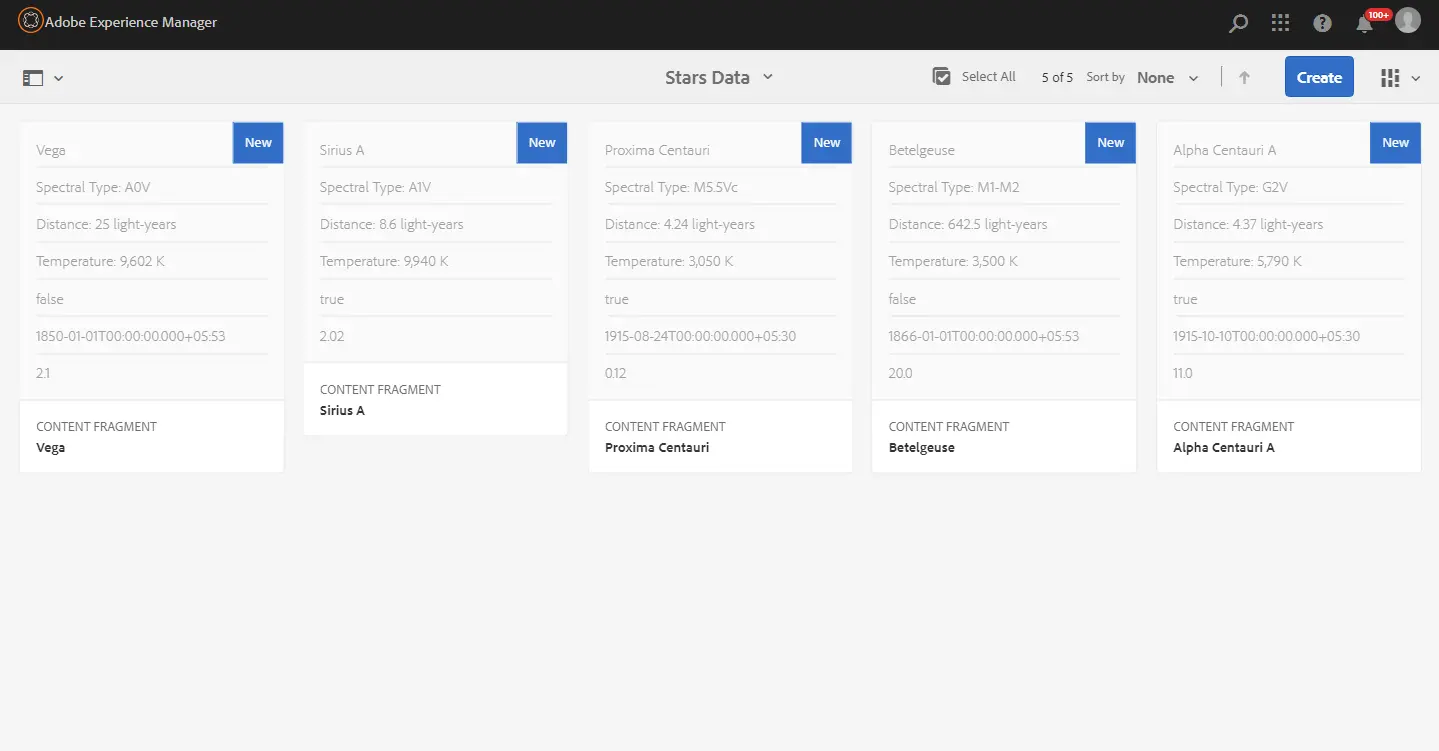 Adobe Experience Manager
100+
Stars Data
Select All
5 of 5
Sort by
None
Create
Vega
New
Spectral Type: A0V
Distance: 25 light-years
Temperature: 9,602 K
false
1850-01-01T00:00:00.000+05:53
2.1
CONTENT FRAGMENT
Vega
Sirius A
New
Spectral Type: A1V
Distance: 8.6 light-years
Temperature: 9,940 K
true
2.02
CONTENT FRAGMENT
Sirius A
Proxima Centauri
New
Spectral Type: M5.5Vc
Distance: 4.24 light-years
Temperature: 3,050 K
true
1915-08-24T00:00:00.000+05:30
0.12
CONTENT FRAGMENT
Proxima Centauri
Betelgeuse
New
Spectral Type: M1-M2
Distance: 642.5 light-years
Temperature: 3,500 K
false
1866-01-01T00:00:00.000+05:53
20.0
CONTENT FRAGMENT
Betelgeuse
Alpha Centauri A
New
Spectral Type: G2V
Distance: 4.37 light-years
Temperature: 5,790 K
true
1915-10-10T00:00:00.000+05:30
11.0
CONTENT FRAGMENT
Alpha Centauri A